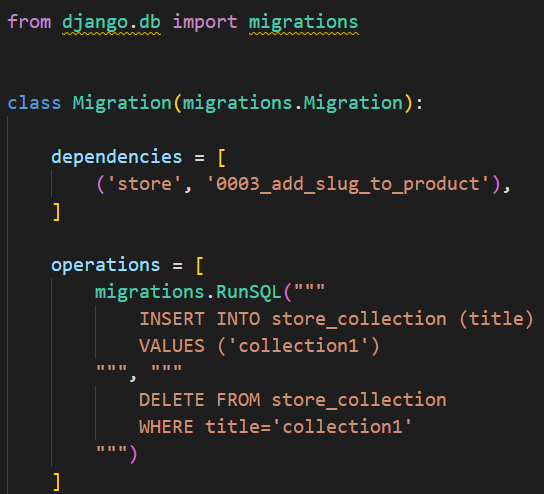 from django.db import migrations
class Migration(migrations.Migration):
dependencies = [
('store', '0003_add_slug_to_product'),
]
operations = [
migrations.RunSQL("""
INSERT INTO store_collection (title)
VALUES ('collection1')
""", """
DELETE FROM store_collection
WHERE title='collection1'
""")
]